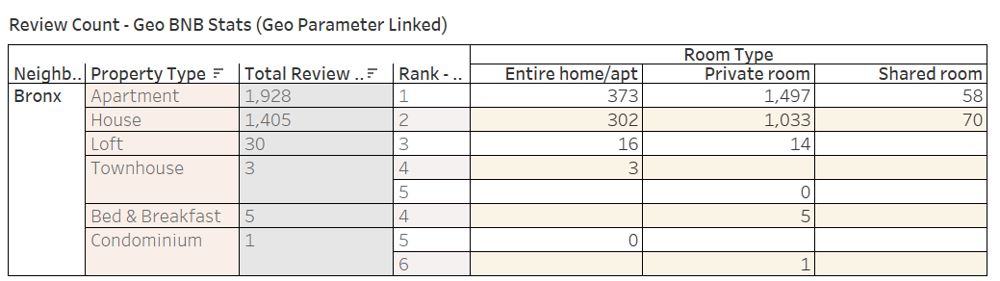 Review Count - Geo BNB Stats (Geo Parameter Linked)
Room Type
Neighb.. Property Type Total Review .. Rank - .. Entire home/apt Private room Shared room
Bronx Apartment 1,928 1 373 1,497 58
House 1,405 2 302 1,033 70
Loft 30 3 16 14
Townhouse 3 4 3
5 0
Bed & Breakfast 5 4 5
Condominium 1 5 0
6 1